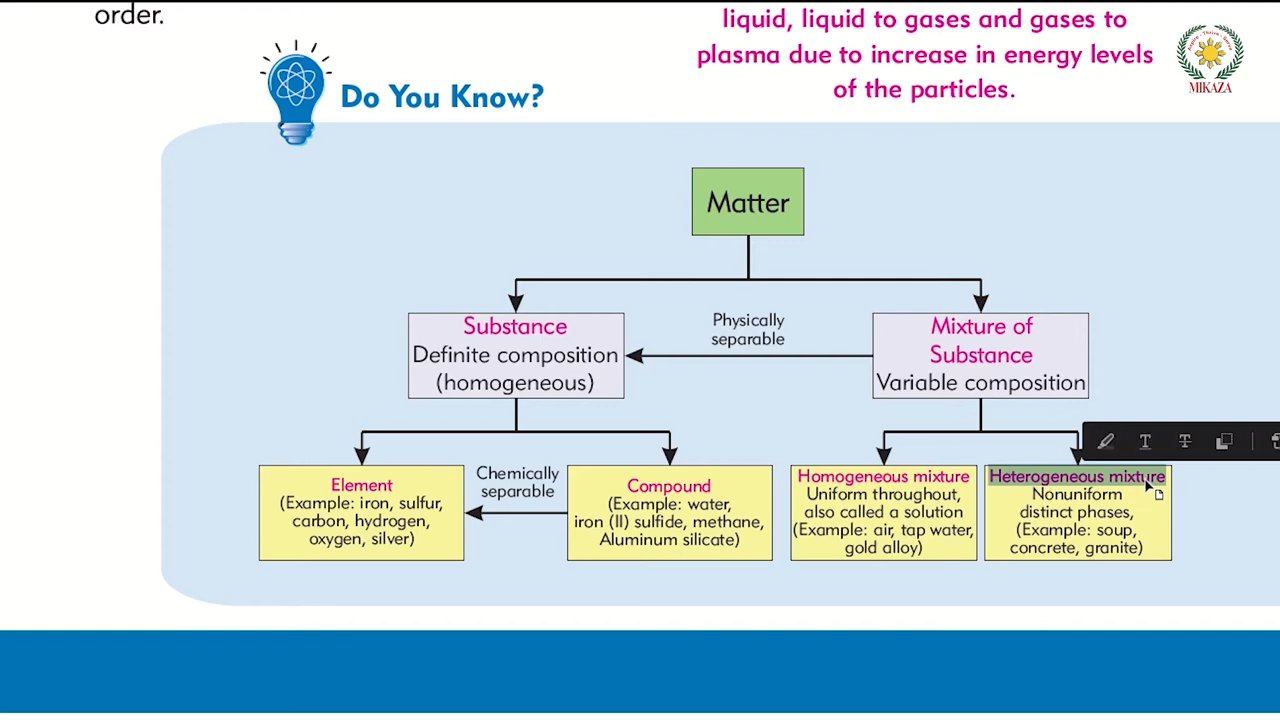 order.
liquid, liquid to gases and gases to
plasma due to increase in energy levels
of the particles.
MIKAZA
Do You Know?
Matter
Substance
Definite composition
(homogeneous)
Physically
separable
Mixture of
Substance
Variable composition
Element
(Example: iron, sulfur,
carbon, hydrogen,
oxygen, silver)
Chemically
separable
Compound
(Example: water,
iron (II) sulfide, methane,
Aluminum silicate)
Homogeneous mixture
Uniform throughout,
also called a solution
(Example: air, tap water,
gold alloy)
Heterogeneous mixture
Nonuniform
distinct phases,
(Example: soup,
concrete, granite)